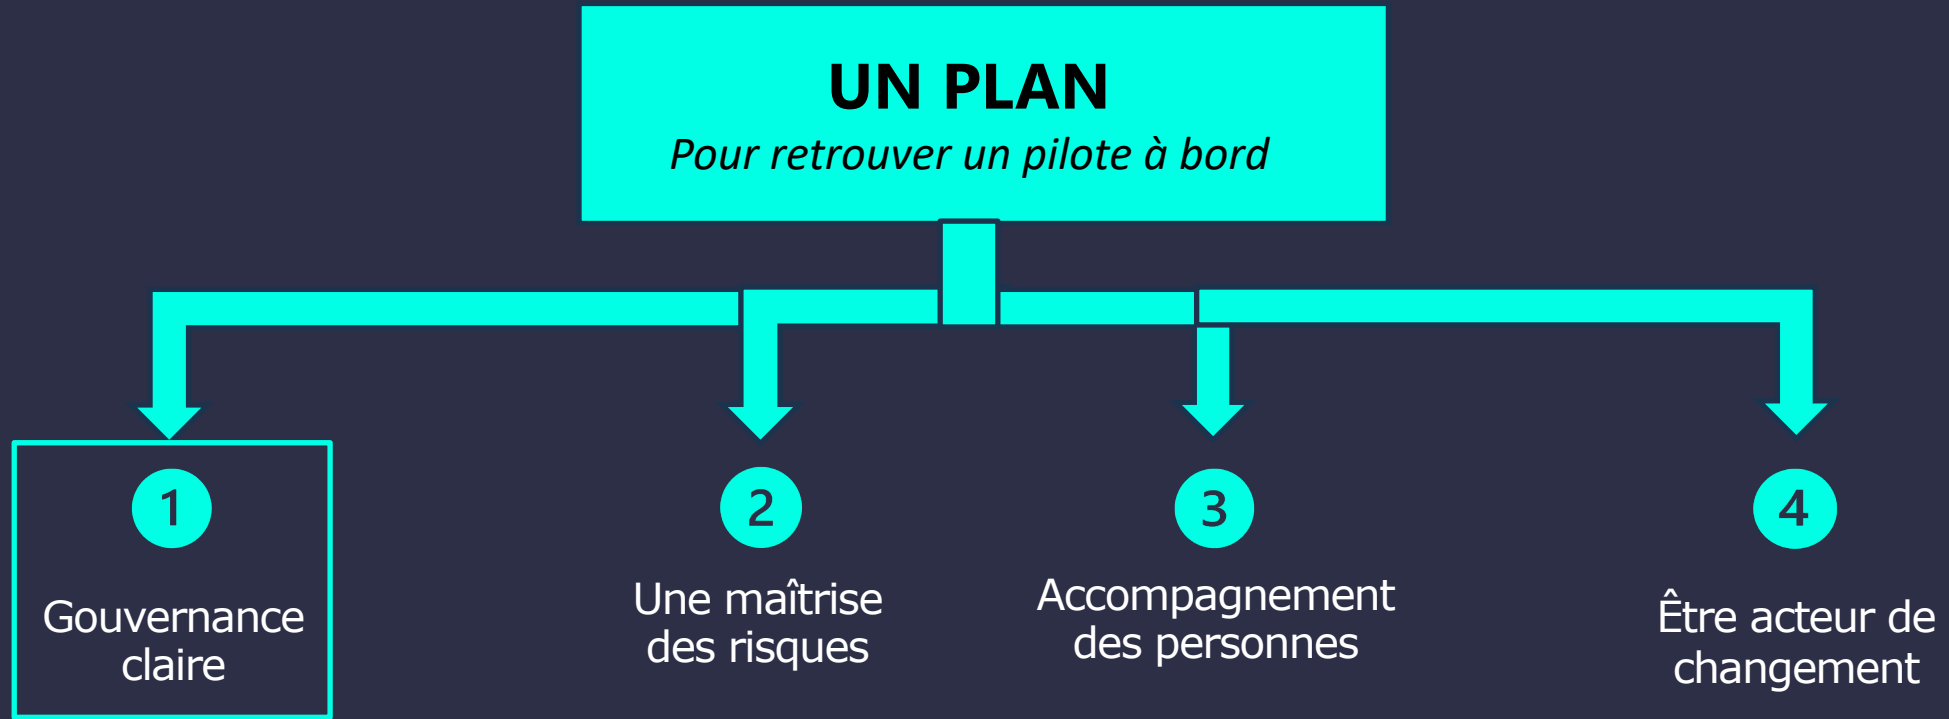 UN PLAN
Pour retrouver un pilote à bord
1
Gouvernance
claire
2
Une maîtrise
des risques
3
Accompagnement
des personnes
4
Être acteur de
changement